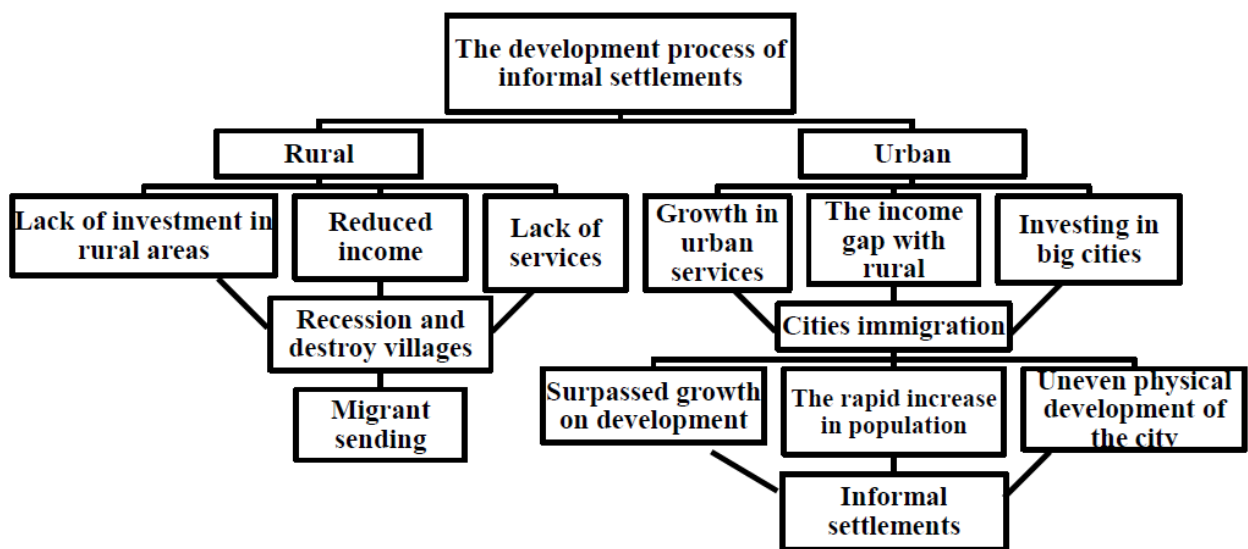 The development process of
informal settlements
Rural
Urban
Lack of investment in
rural areas
Reduced
income
Lack of
services
Growth in
urban
services
The income
gap with
rural
Investing in
big cities
Recession and
destroy villages
Cities immigration
Migrant
sending
Surpassed growth
on development
The rapid increase
in population
Uneven physical
development of
the city
Informal
settlements